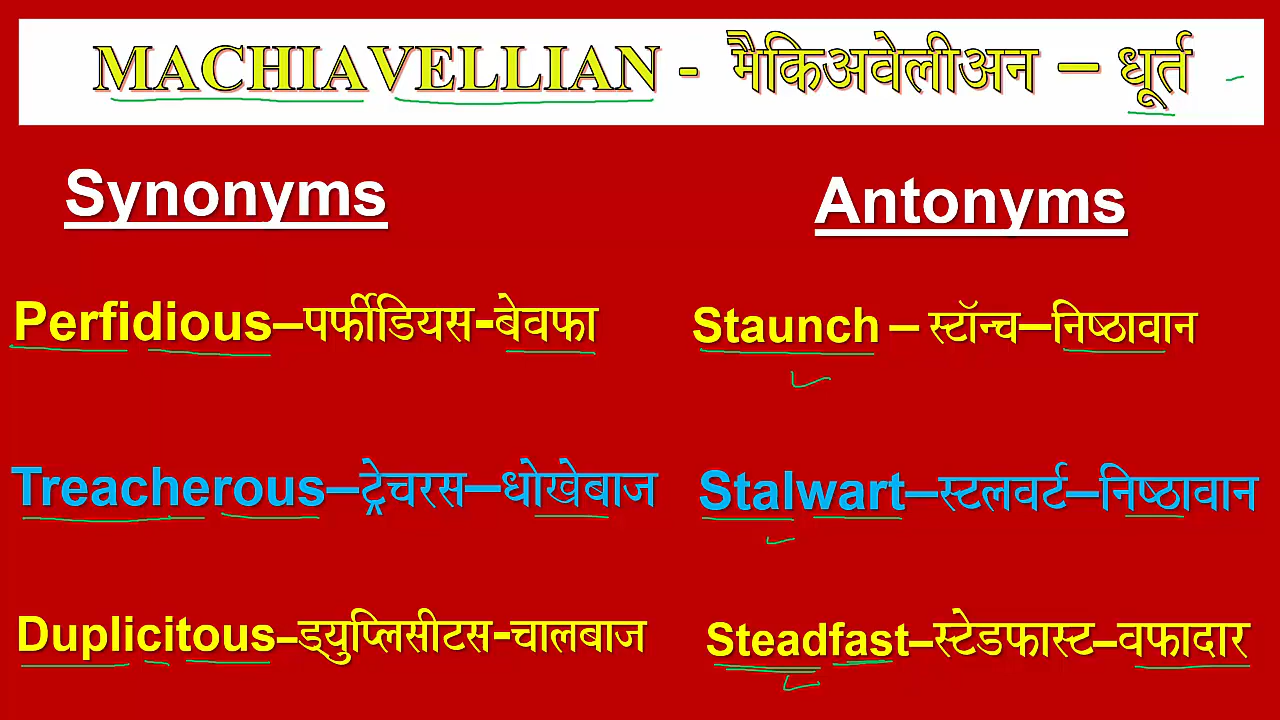 MACHIAVELLIAN - मैकिअवेलीअन – धूर्त
Synonyms
Antonyms
Perfidious–पर्फीडियस-बेवफा
Staunch – स्टॉन्च–निष्ठावान
Treacherous–ट्रेचरस–धोखेबाज
Stalwart–स्टलवर्ट–निष्ठावान
Duplicitous–ड्युप्लिसीटस-चालबाज
Steadfast–स्टेडफास्ट–वफादार